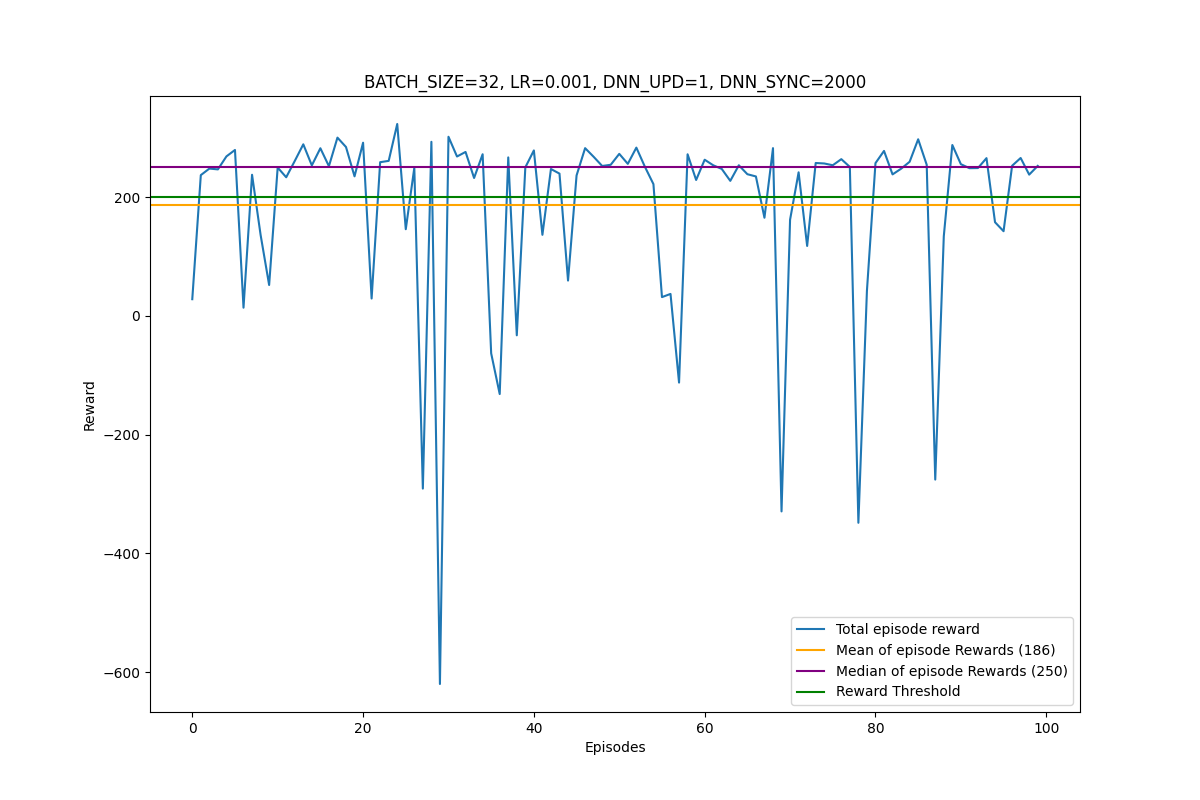 BATCH_SIZE=32, LR=0.001, DNN_UPD=1, DNN_SYNC=2000
Reward
200
0
−200
−400
−600
0 20 40 60 80 100
Episodes
Total episode reward
Mean of episode Rewards (186)
Median of episode Rewards (250)
Reward Threshold